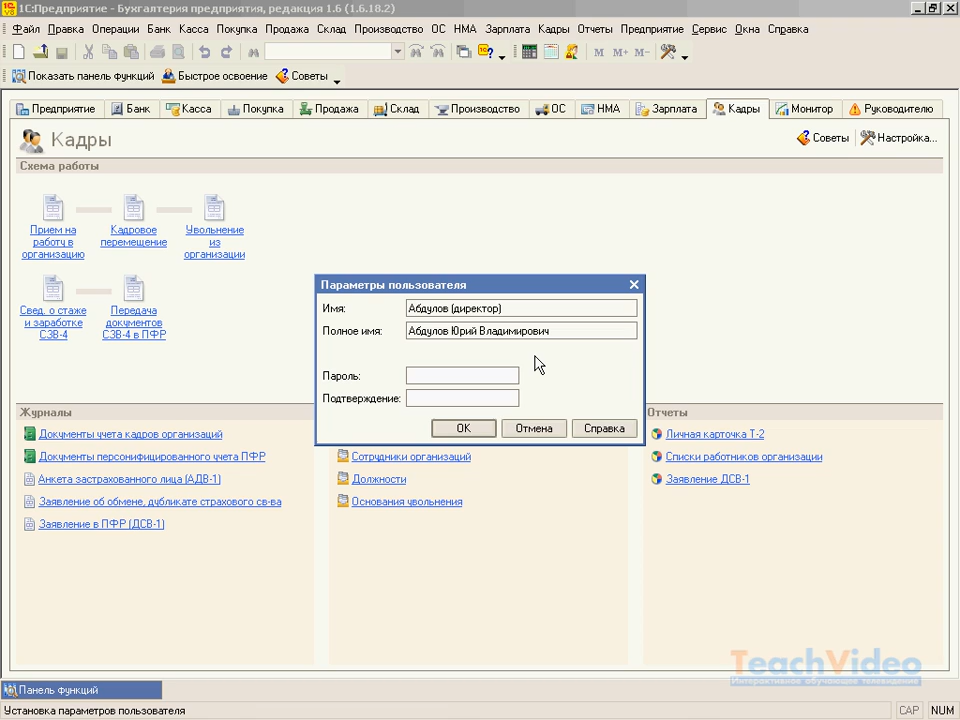 1С:Предприятие - Бухгалтерия предприятия, редакция 1.6 (1.6.18.2)
Файл Правка Операции Банк Касса Покупка Продажа Склад Производство ОС НМА Зарплата Кадры Отчеты Предприятие Сервис Окна Справка
M M+ M-
Показать панель функций Быстрое освоение Советы
Предприятие Банк Касса Покупка Продажа Склад Производство ОС НМА Зарплата Кадры Монитор Руководителю
Кадры
Советы Настройка...
Схема работы
Прием на работу в организацию
Кадровое перемещение
Увольнение из организации
Свед. о стаже и заработке СЗВ-4
Передача документов СЗВ-4 в ПФР
Параметры пользователя
Имя: Абдулов (директор)
Полное имя: Абдулов Юрий Владимирович
Пароль:
Подтверждение:
OK Отмена Справка
Журналы
Документы учета кадров организаций
Документы персонифицированного учета ПФР
Анкета застрахованного лица (АДВ-1)
Заявление об обмене, дубликате страхового св-ва
Заявление в ПФР (ДСВ-1)
Сотрудники организаций
Должности
Основания увольнения
Отчеты
Личная карточка Т-2
Списки работников организации
Заявление ДСВ-1
TeachVideo
Интерактивное обучающее телевидение
Панель функций
Установка параметров пользователя
CAP NUM